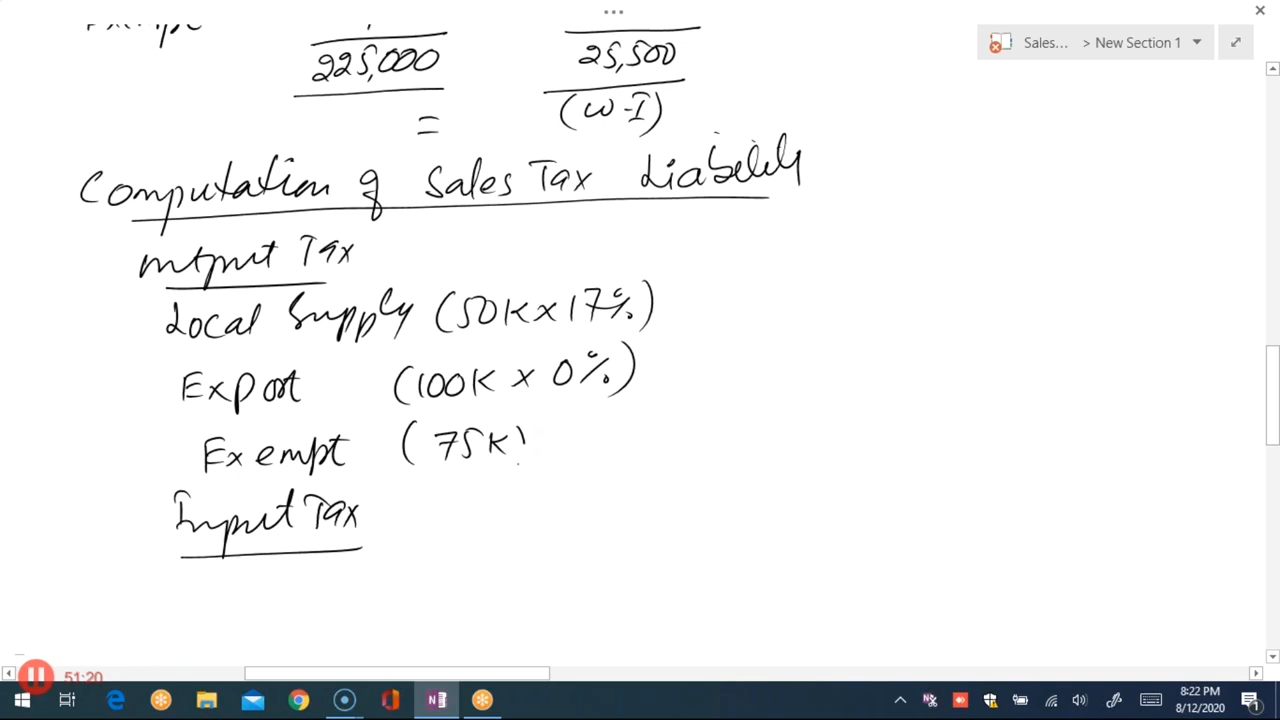 Sales... > New Section 1
225,000 25,500
= (W-I)
Computation of Sales Tax Liability
Output Tax
Local Supply (50K×17%)
Export (100K × 0%)
Exempt (75K)
Input Tax
51:20
8:22 PM
8/12/2020